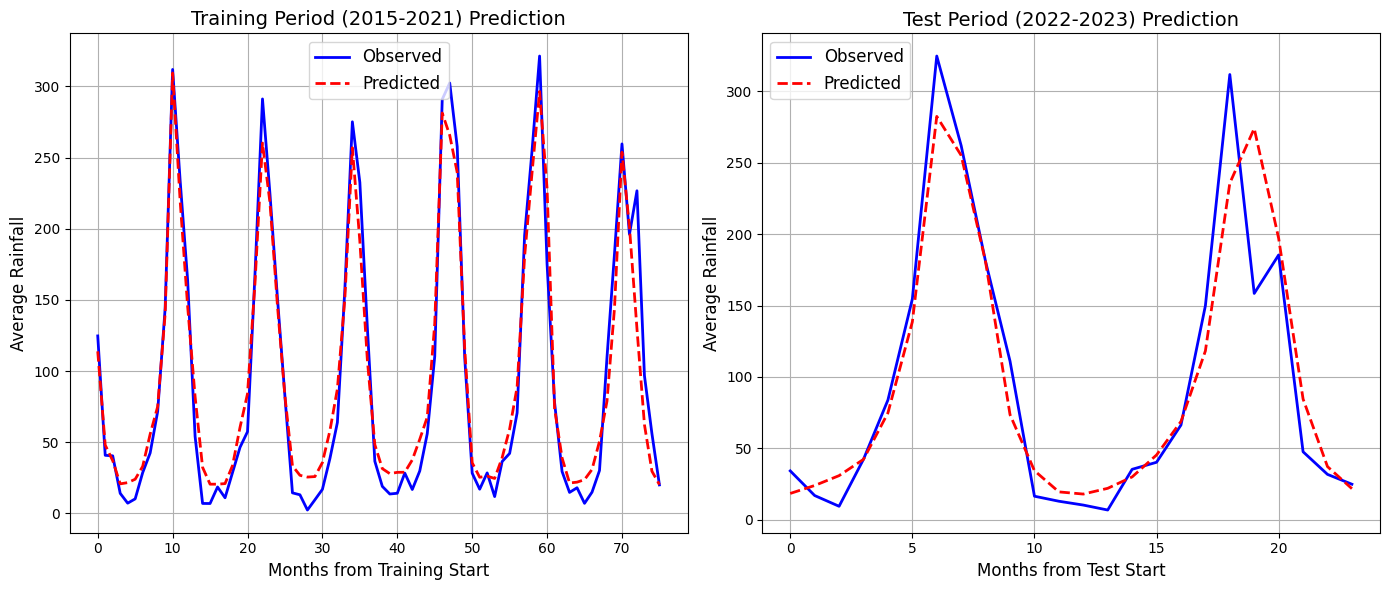 Training Period (2015-2021) Prediction
Observed
Predicted
Average Rainfall
300
250
200
150
100
50
0
0 10 20 30 40 50 60 70
Months from Training Start
Test Period (2022-2023) Prediction
Observed
Predicted
Average Rainfall
300
250
200
150
100
50
0
0 5 10 15 20
Months from Test Start